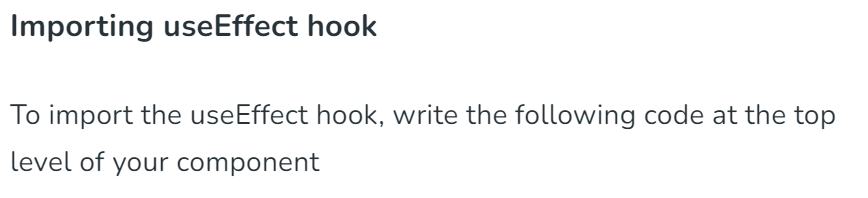 Importing useEffect hook
To import the useEffect hook, write the following code at the top
level of your component